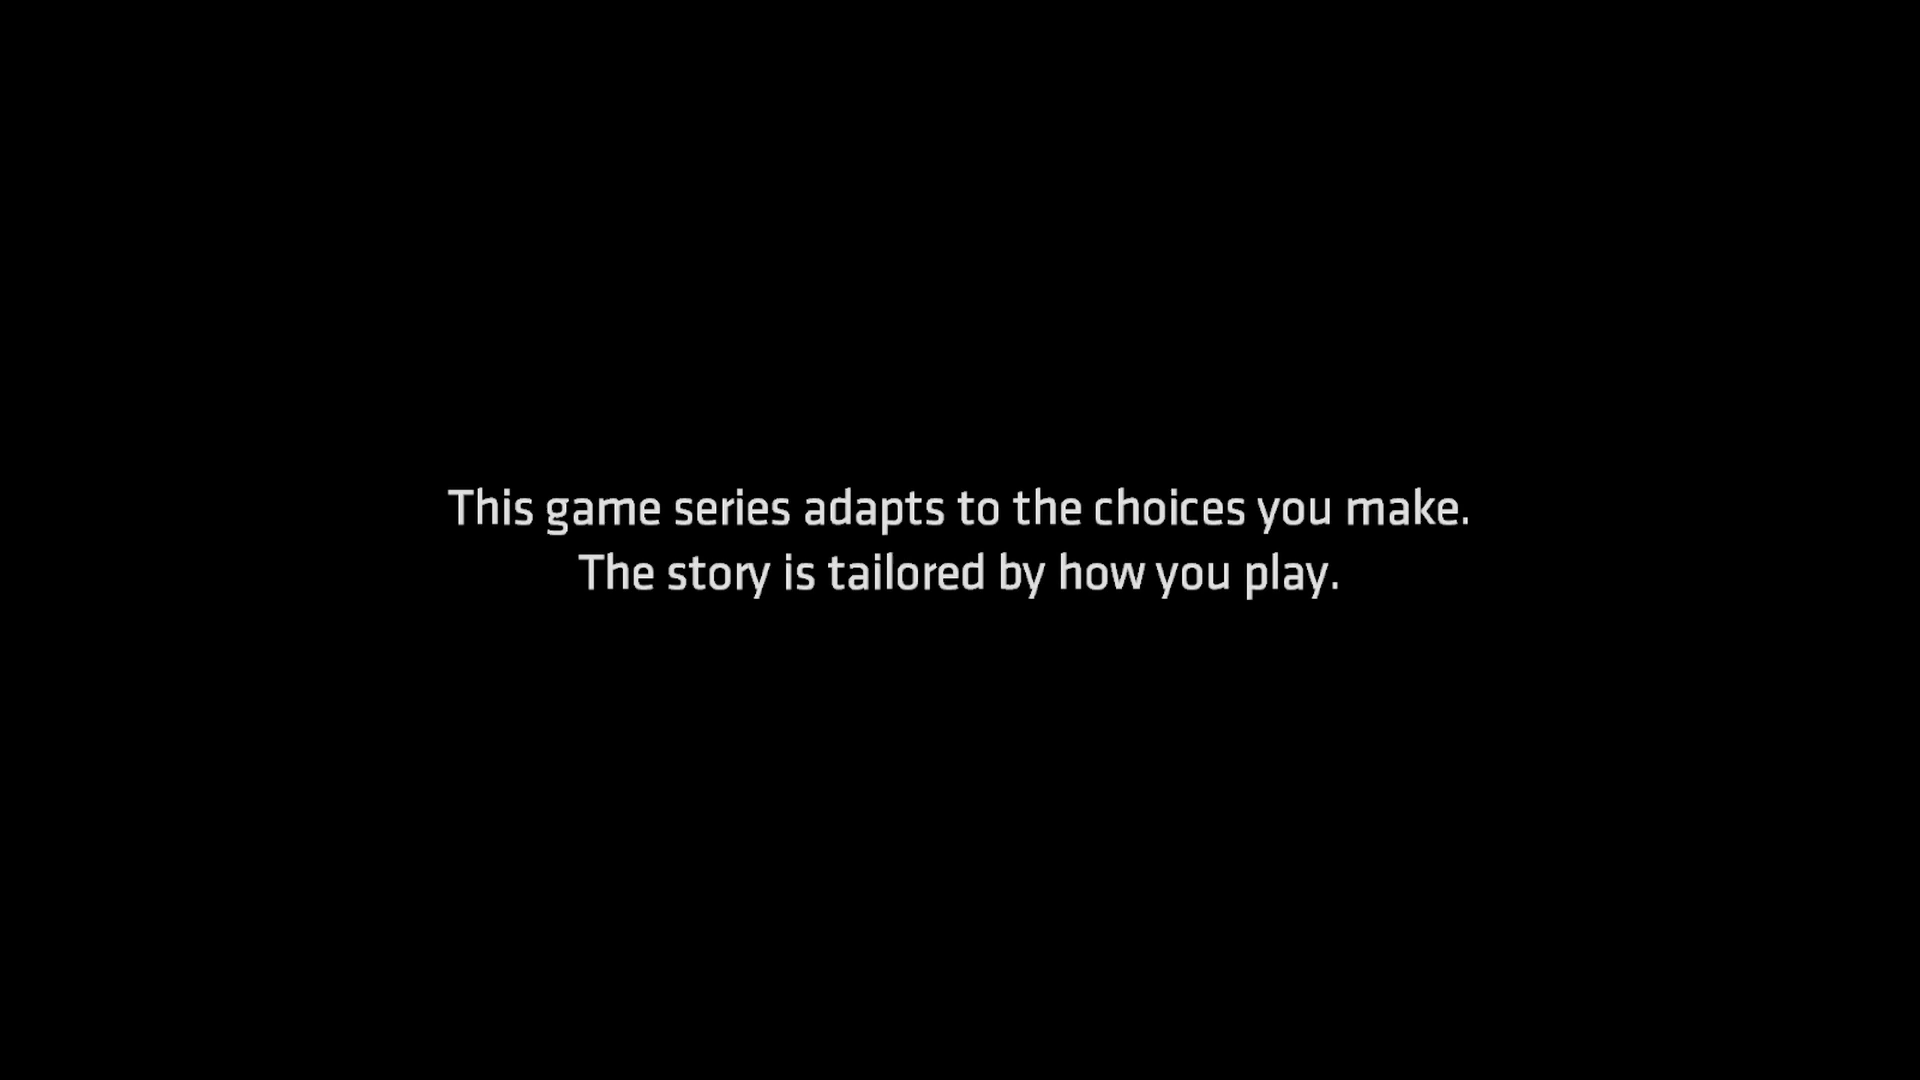 This game series adapts to the choices you make.
The story is tailored by how you play.